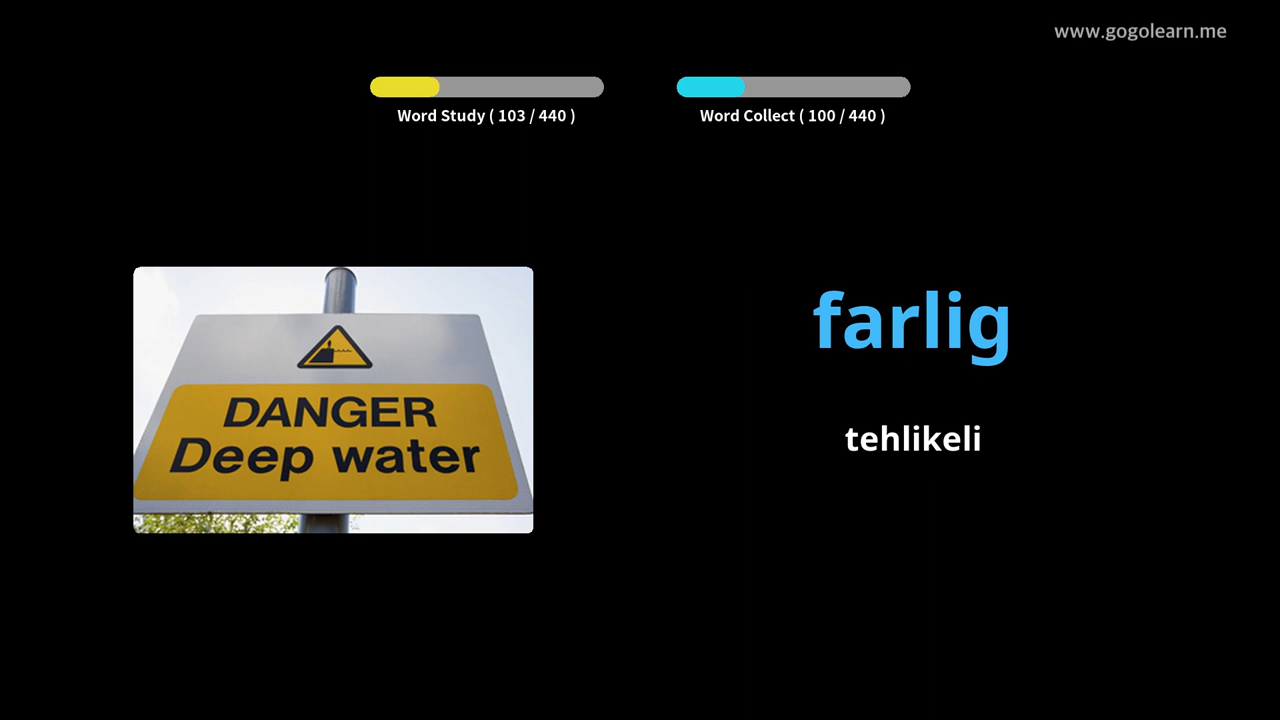 www.gogolearn.me
Word Study ( 103 / 440 )
Word Collect ( 100 / 440 )
DANGER
Deep water
farlig
tehlikeli